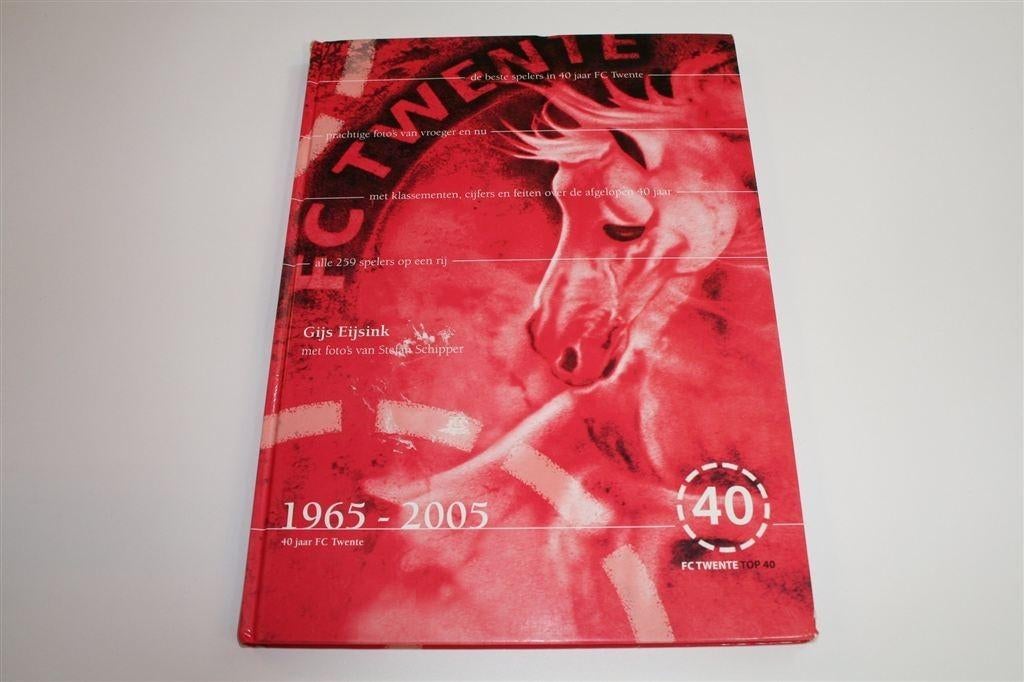 FC TWENTE
de beste spelers in 40 jaar FC Twente
prachtige foto's van vroeger en nu
met klassementen, cijfers en feiten over de afgelopen 40 jaar
alle 259 spelers op een rij
Gijs Eijsink
met foto's van Stefan Schipper
1965 - 2005
40 jaar FC Twente
40
FC TWENTE TOP 40